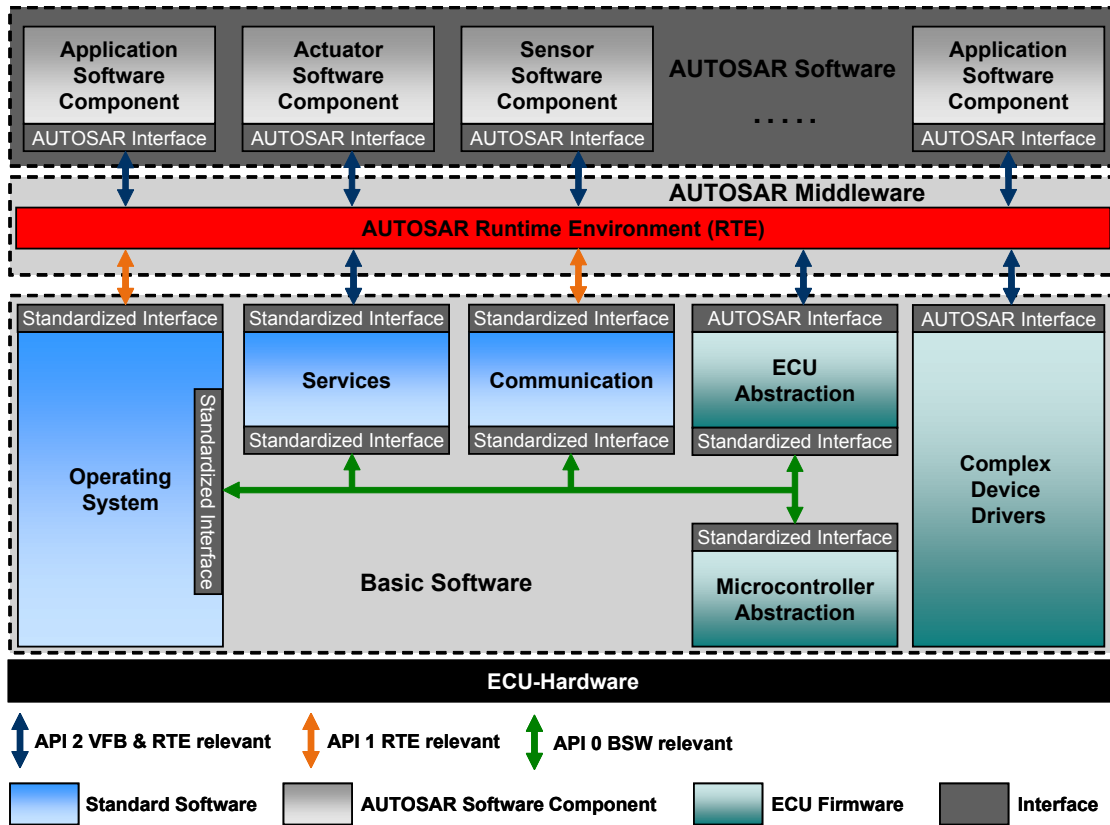 Application
Software
Component
AUTOSAR Interface
Actuator
Software
Component
AUTOSAR Interface
Sensor
Software
Component
AUTOSAR Interface
AUTOSAR Software
. . . . .
Application
Software
Component
AUTOSAR Interface
AUTOSAR Middleware
AUTOSAR Runtime Environment (RTE)
Standardized Interface
Operating
System
Standardized Interface
Standardized Interface
Services
Standardized Interface
Standardized Interface
Communication
Standardized Interface
AUTOSAR Interface
ECU
Abstraction
Standardized Interface
Standardized Interface
Microcontroller
Abstraction
AUTOSAR Interface
Complex
Device
Drivers
Basic Software
ECU-Hardware
API 2 VFB & RTE relevant
API 1 RTE relevant
API 0 BSW relevant
Standard Software
AUTOSAR Software Component
ECU Firmware
Interface